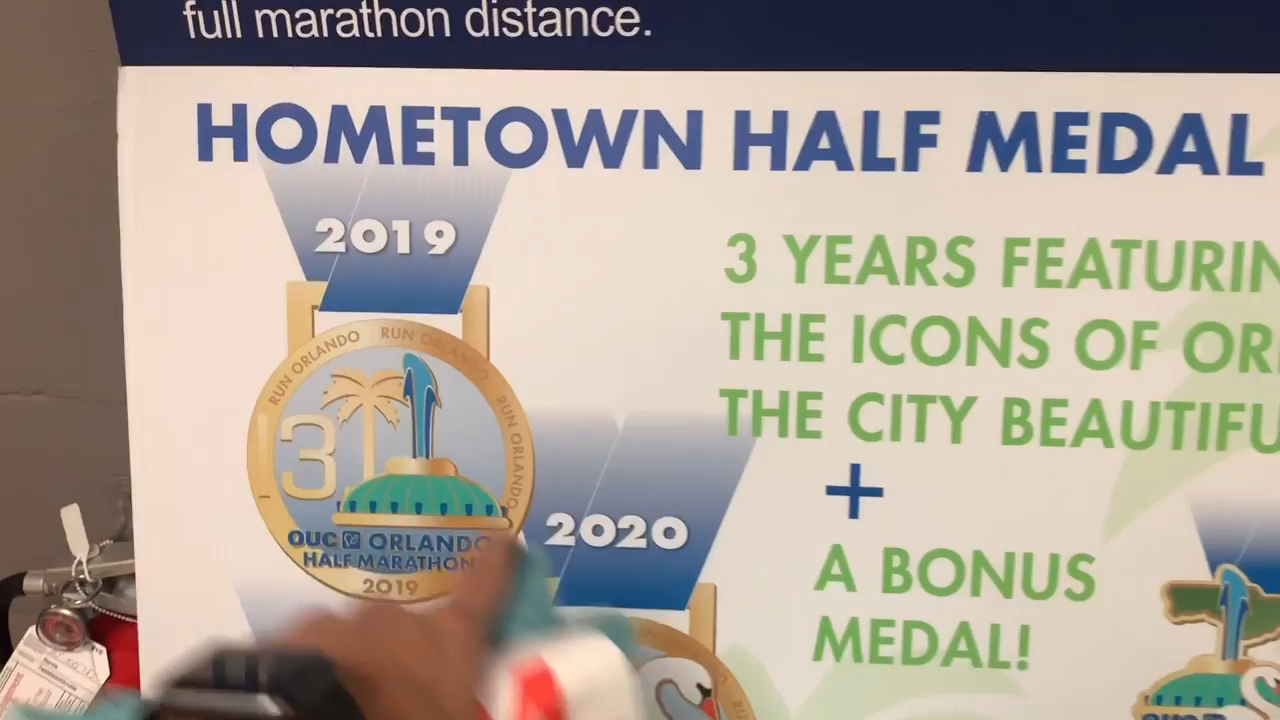 full marathon distance.
HOMETOWN HALF MEDAL
2019
3 YEARS FEATURIN
THE ICONS OF OR
THE CITY BEAUTIFU
+
A BONUS
MEDAL!
RUN ORLANDO RUN ORLANDO RUN ORLANDO
3
OUC ORLANDO
HALF MARATHON
2019
2020
RUN
OUC